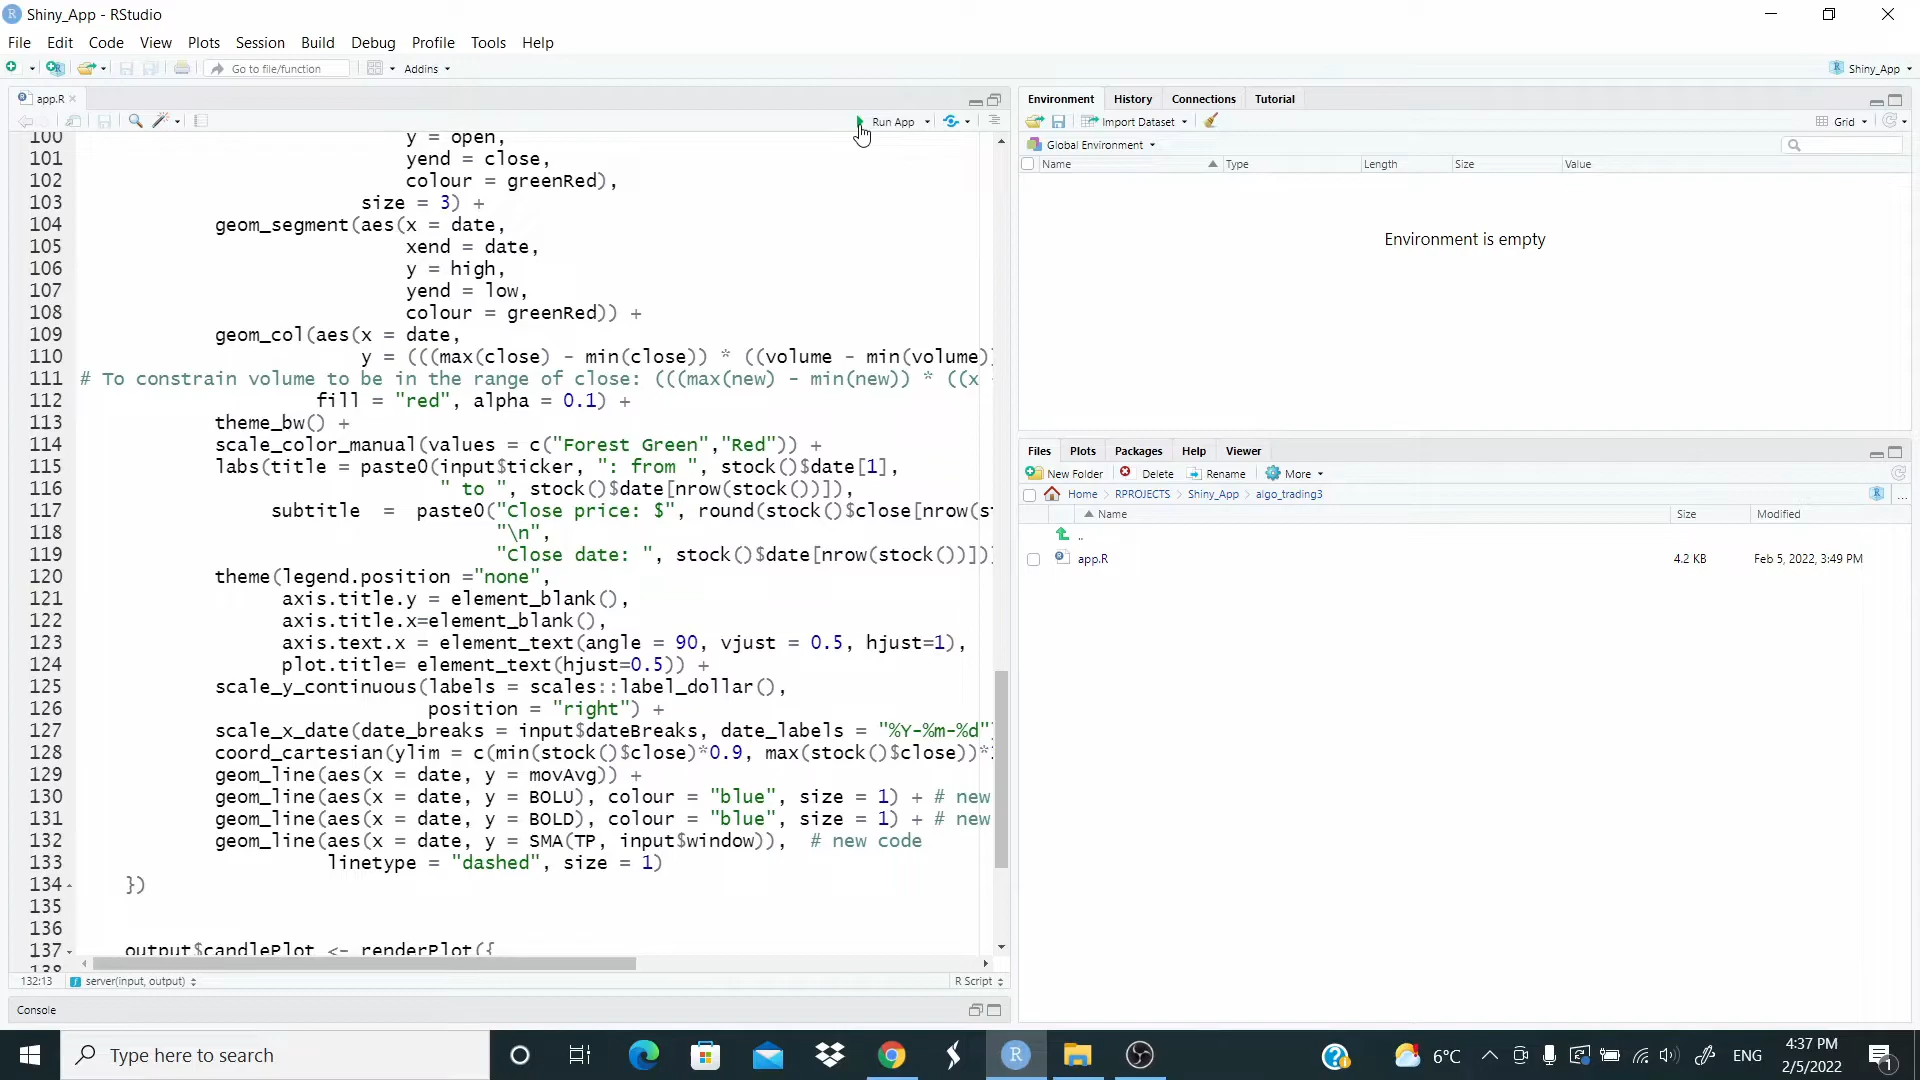 Shiny_App - RStudio
File Edit Code View Plots Session Build Debug Profile Tools Help
Go to file/function Addins Shiny_App
app.R
Run App
100 y = open,
101 yend = close,
102 colour = greenRed),
103 size = 3) +
104 geom_segment(aes(x = date,
105 xend = date,
106 y = high,
107 yend = low,
108 colour = greenRed)) +
109 geom_col(aes(x = date,
110 y = (((max(close) - min(close)) * ((volume - min(volume)
111 # To constrain volume to be in the range of close: (((max(new) - min(new)) * ((x
112 fill = "red", alpha = 0.1) +
113 theme_bw() +
114 scale_color_manual(values = c("Forest Green","Red")) +
115 labs(title = paste0(input$ticker, ": from ", stock()$date[1],
116 " to ", stock()$date[nrow(stock())]),
117 subtitle = paste0("Close price: $", round(stock()$close[nrow(s
118 "\n",
119 "Close date: ", stock()$date[nrow(stock())])
120 theme(legend.position ="none",
121 axis.title.y = element_blank(),
122 axis.title.x=element_blank(),
123 axis.text.x = element_text(angle = 90, vjust = 0.5, hjust=1),
124 plot.title= element_text(hjust=0.5)) +
125 scale_y_continuous(labels = scales::label_dollar(),
126 position = "right") +
127 scale_x_date(date_breaks = input$dateBreaks, date_labels = "%Y-%m-%d"
128 coord_cartesian(ylim = c(min(stock()$close)*0.9, max(stock()$close))*
129 geom_line(aes(x = date, y = movAvg)) +
130 geom_line(aes(x = date, y = BOLU), colour = "blue", size = 1) + # new
131 geom_line(aes(x = date, y = BOLD), colour = "blue", size = 1) + # new
132 geom_line(aes(x = date, y = SMA(TP, input$window)), # new code
133 linetype = "dashed", size = 1)
134 })
135
136
137 output$candlePlot <- renderPlot({
138
132:13 server(input, output) R Script
Console
Environment History Connections Tutorial
Import Dataset Grid
Global Environment
Name Type Length Size Value
Environment is empty
Files Plots Packages Help Viewer
New Folder Delete Rename More
Home RPROJECTS Shiny_App algo_trading3 ...
Name Size Modified
..
app.R 4.2 KB Feb 5, 2022, 3:49 PM
Type here to search
6°C ENG
4:37 PM
2/5/2022
1